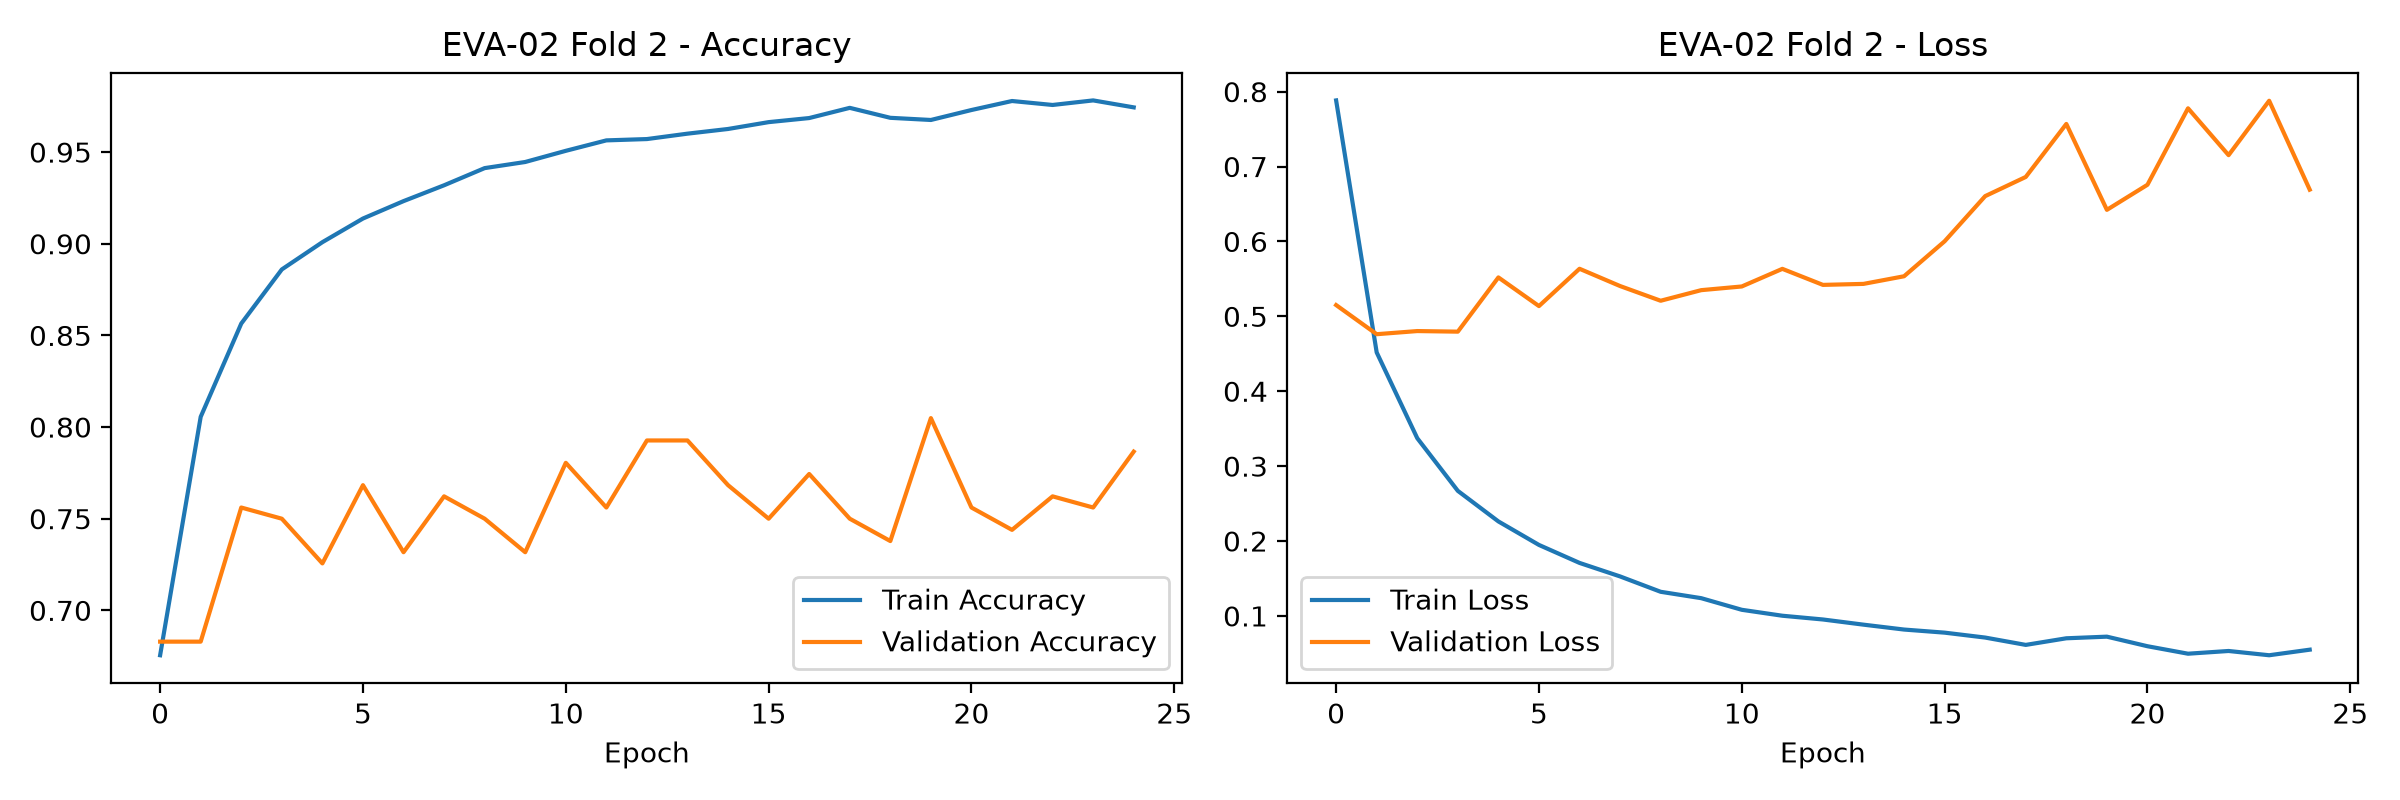 EVA-02 Fold 2 - Accuracy
0.95
0.90
0.85
0.80
0.75
0.70
Train Accuracy
Validation Accuracy
0 5 10 15 20 25
Epoch
EVA-02 Fold 2 - Loss
0.8
0.7
0.6
0.5
0.4
0.3
0.2
0.1
Train Loss
Validation Loss
0 5 10 15 20 25
Epoch